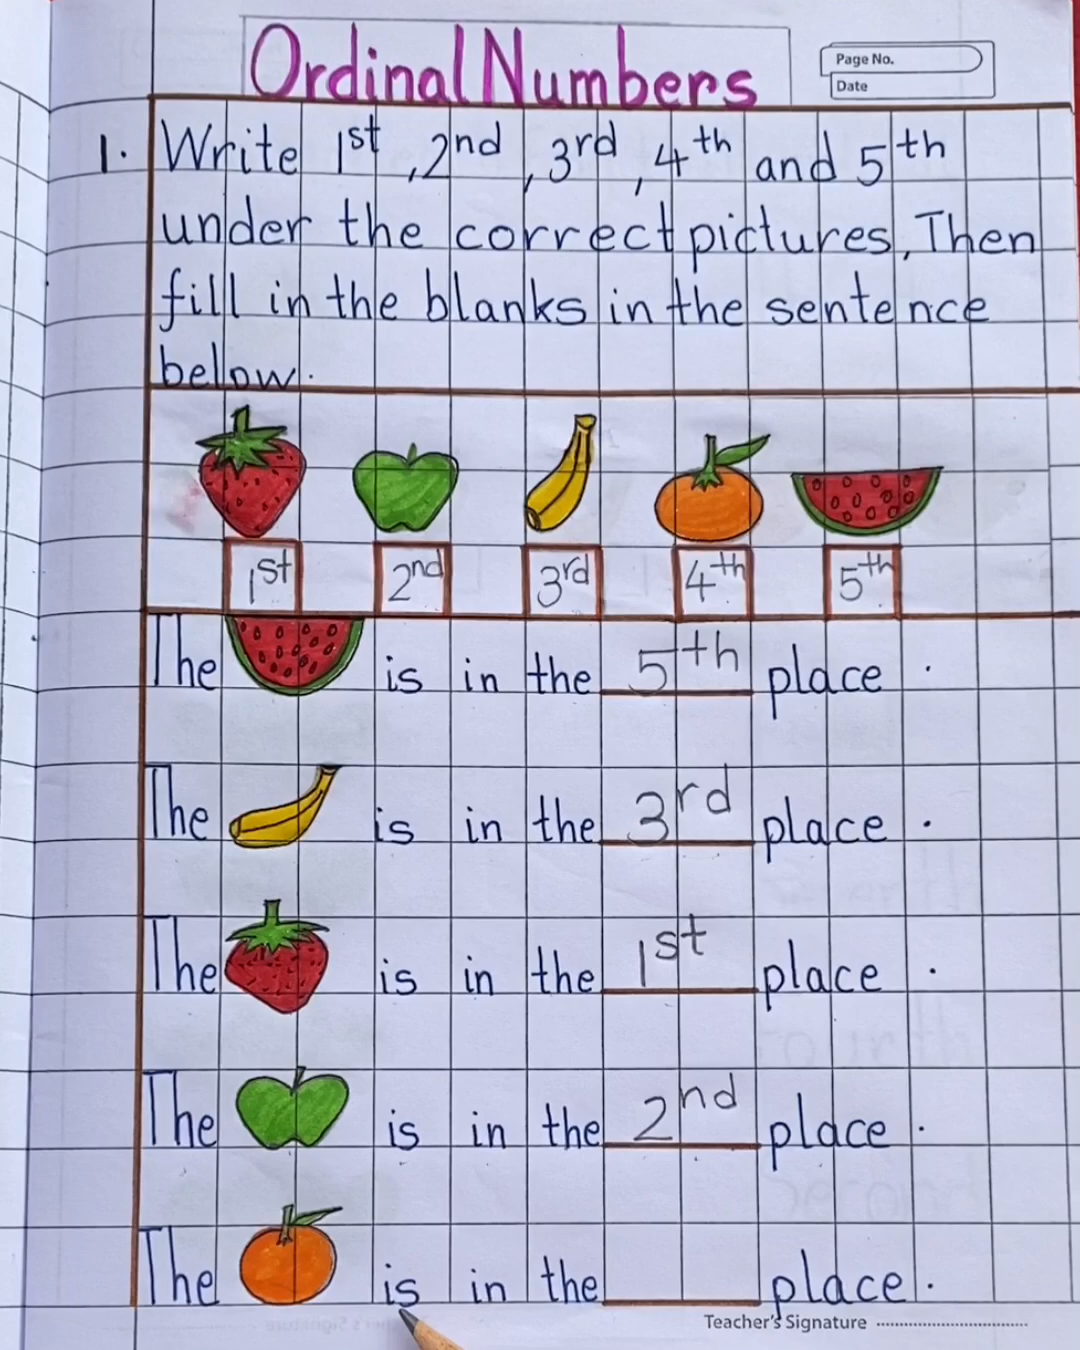 Ordinal Numbers
Page No.
Date
1. Write 1st, 2nd, 3rd, 4th and 5th
under the correct pictures, Then
fill in the blanks in the sentence
below.
1st 2nd 3rd 4th 5th
The is in the 5th place.
The is in the 3rd place.
The is in the 1st place.
The is in the 2nd place.
The is in the ___ place.
Teacher's Signature